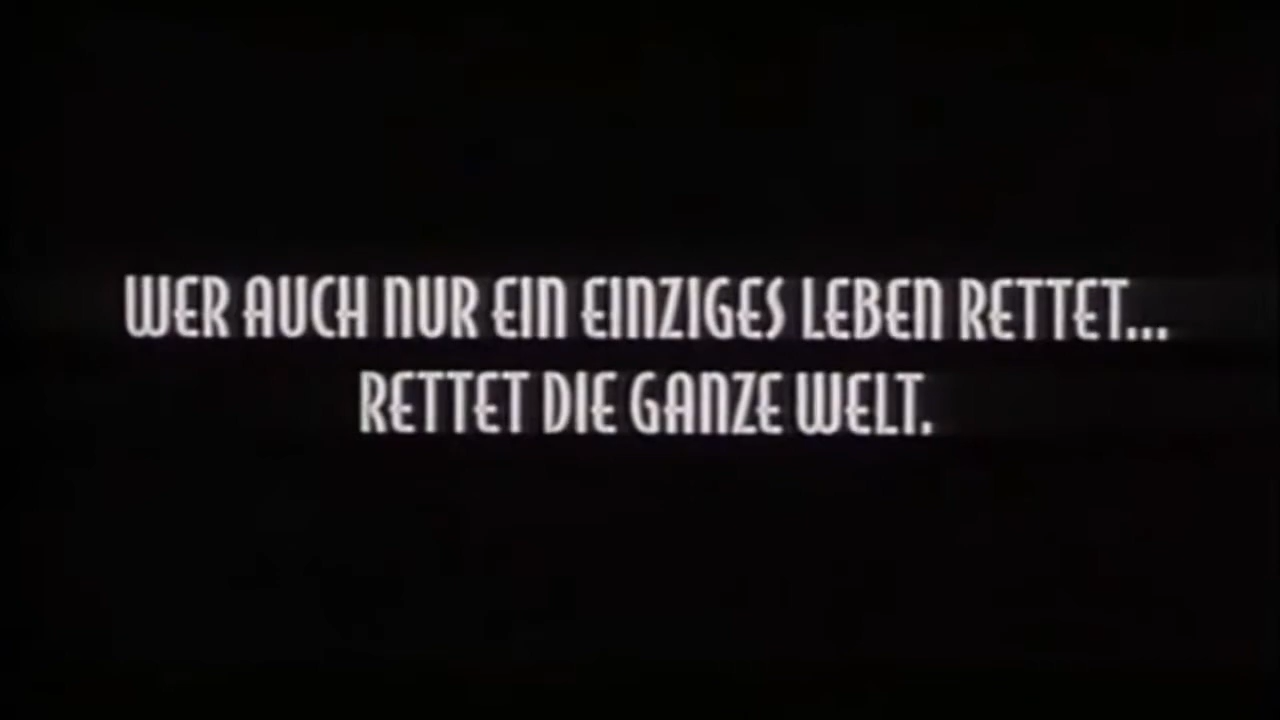 WER AUCH NUR EIN EINZIGES LEBEN RETTET...
RETTET DIE GANZE WELT.